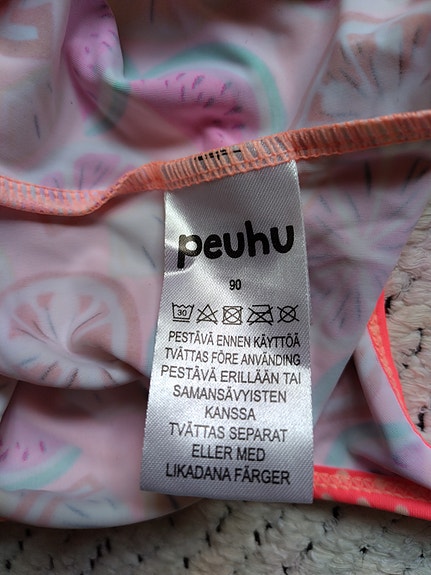 peuhu
90
30
PESTÄVÄ ENNEN KÄYTTÖÄ
TVÄTTAS FÖRE ANVÄNDING
PESTÄVÄ ERILLÄÄN TAI
SAMANSÄVYISTEN
KANSSA
TVÄTTAS SEPARAT
ELLER MED
LIKADANA FÄRGER